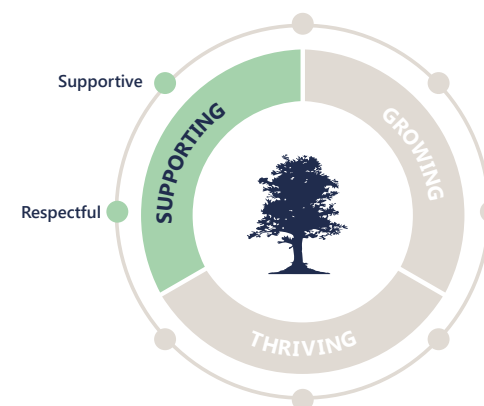 Supportive
SUPPORTING
GROWING
Respectful
THRIVING